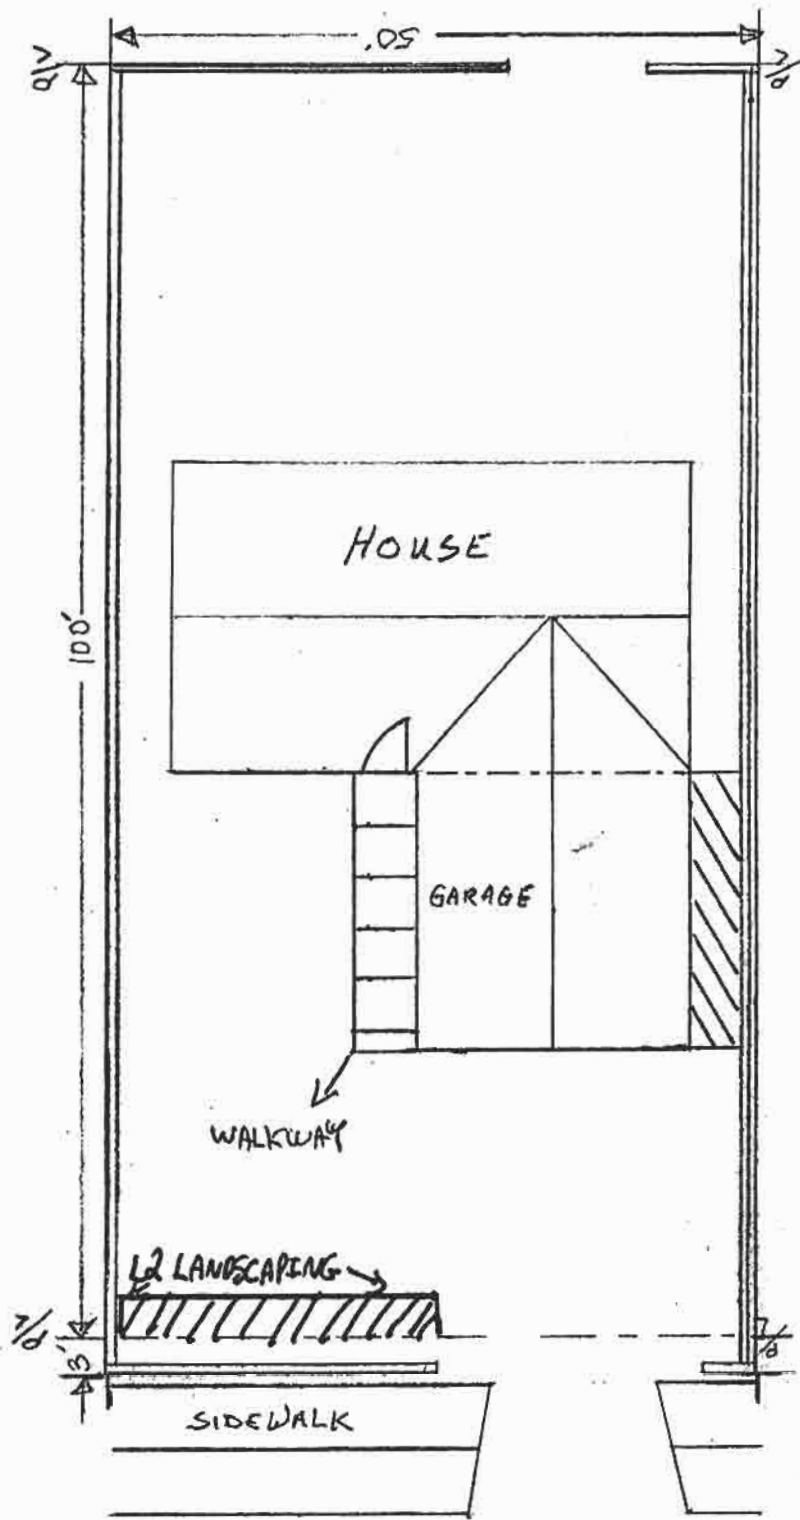 50'
P/L
P/L
100'
HOUSE
GARAGE
WALKWAY
L2 LANDSCAPING
P/L
P/L
3'
SIDEWALK